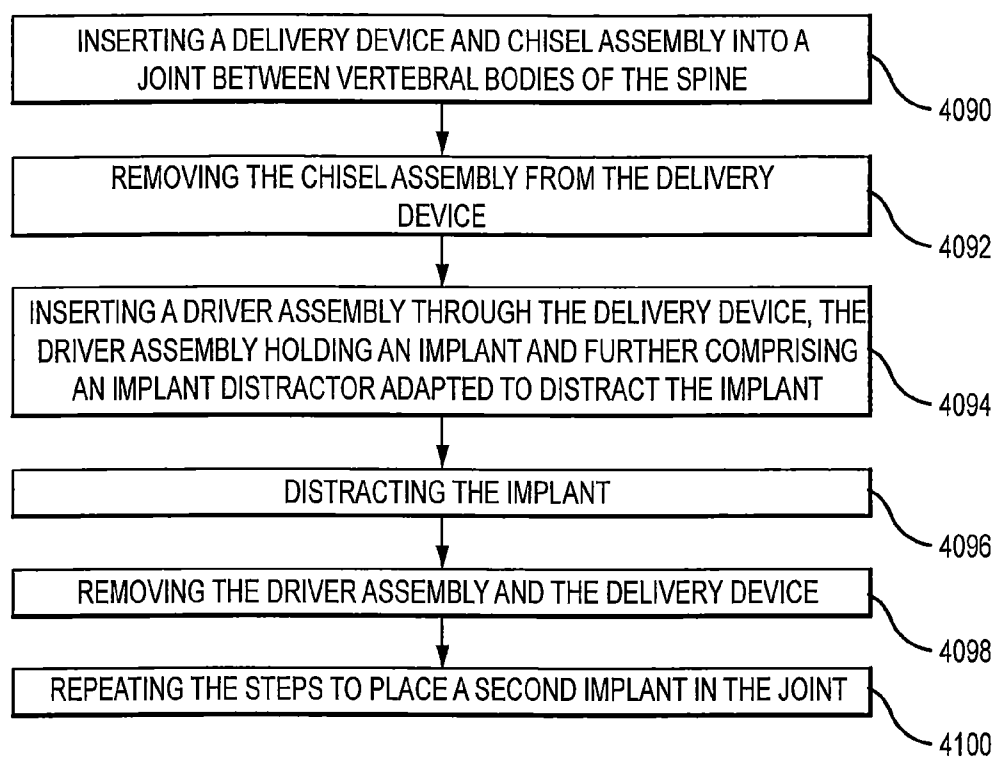 INSERTING A DELIVERY DEVICE AND CHISEL ASSEMBLY INTO A
JOINT BETWEEN VERTEBRAL BODIES OF THE SPINE
4090
REMOVING THE CHISEL ASSEMBLY FROM THE DELIVERY
DEVICE
4092
INSERTING A DRIVER ASSEMBLY THROUGH THE DELIVERY DEVICE, THE
DRIVER ASSEMBLY HOLDING AN IMPLANT AND FURTHER COMPRISING
AN IMPLANT DISTRACTOR ADAPTED TO DISTRACT THE IMPLANT
4094
DISTRACTING THE IMPLANT
4096
REMOVING THE DRIVER ASSEMBLY AND THE DELIVERY DEVICE
4098
REPEATING THE STEPS TO PLACE A SECOND IMPLANT IN THE JOINT
4100